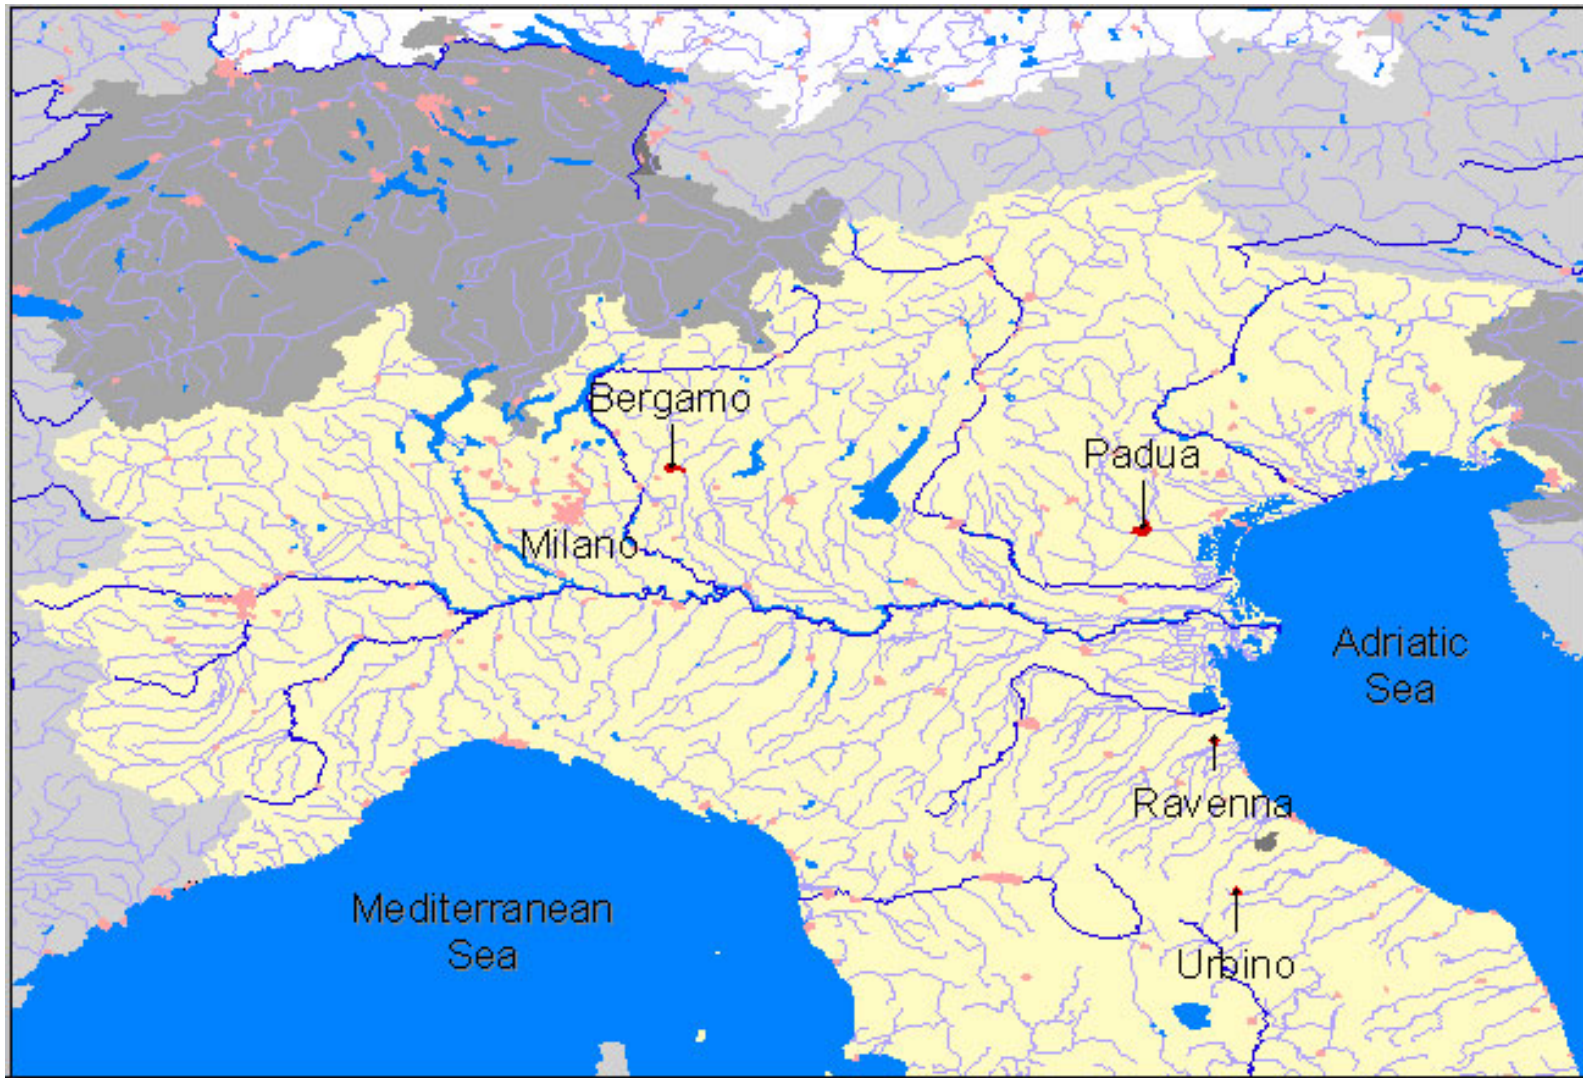 Bergamo
Padua
Milano
Adriatic
Sea
Ravenna
Mediterranean
Sea
Urbino